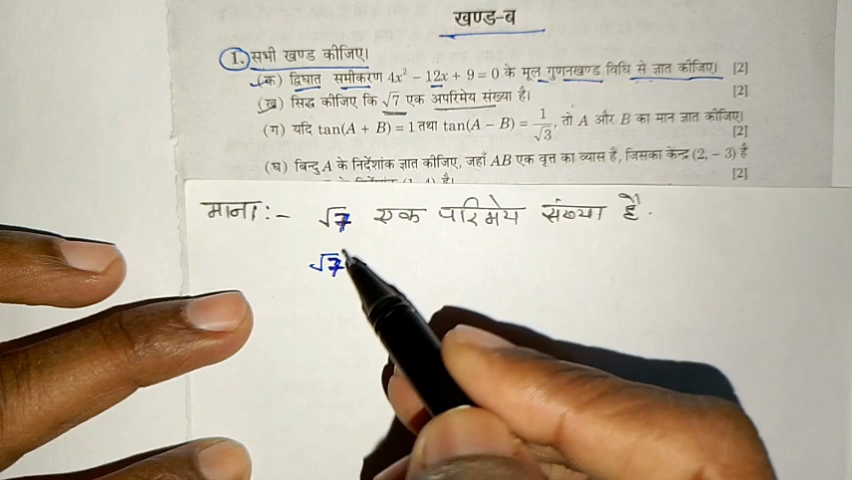 खण्ड-ब
1. सभी खण्ड कीजिए।
(क) द्विघात समीकरण 4x² − 12x + 9 = 0 के मूल गुणनखण्ड विधि से ज्ञात कीजिए। [2]
(ख) सिद्ध कीजिए कि √7 एक अपरिमेय संख्या है। [2]
(ग) यदि tan(A + B) = 1 तथा tan(A − B) = 1/√3, तो A और B का मान ज्ञात कीजिए। [2]
(घ) बिन्दु A के निर्देशांक ज्ञात कीजिए, जहाँ AB एक वृत्त का व्यास है, जिसका केन्द्र (2, − 3) है [2]
माना:- √7 एक परिमेय संख्या है.
√7